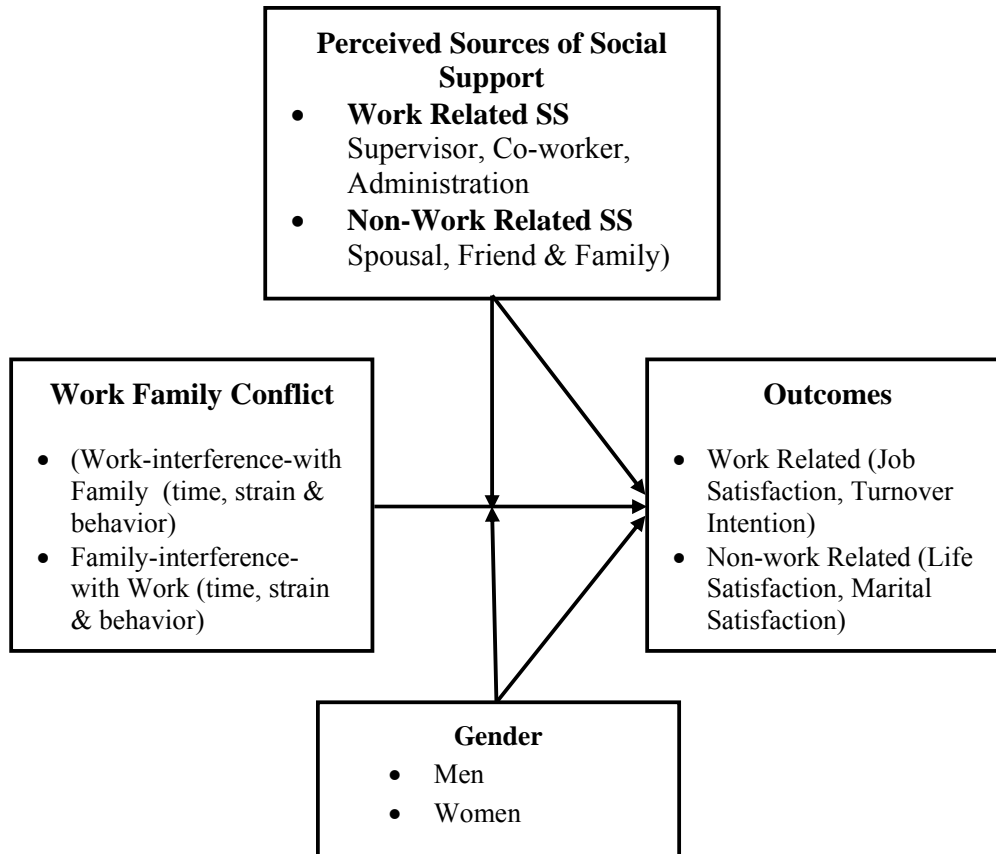 Perceived Sources of Social
Support
• Work Related SS
Supervisor, Co-worker,
Administration
• Non-Work Related SS
Spousal, Friend & Family)
Work Family Conflict
• (Work-interference-with
Family (time, strain &
behavior)
• Family-interference-
with Work (time, strain
& behavior)
Outcomes
• Work Related (Job
Satisfaction, Turnover
Intention)
• Non-work Related (Life
Satisfaction, Marital
Satisfaction)
Gender
• Men
• Women